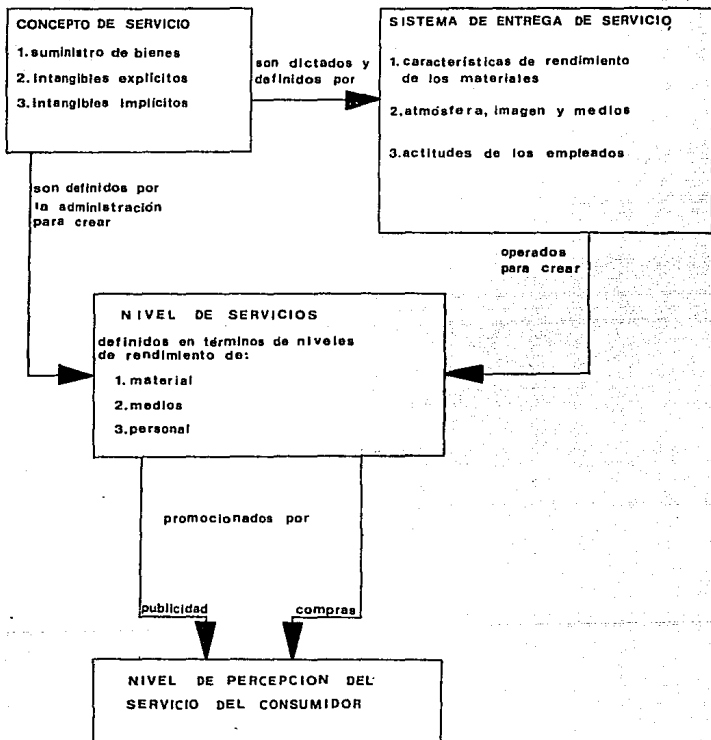 CONCEPTO DE SERVICIO
1. suministro de bienes
2. intangibles explícitos
3. intangibles implícitos
son dictados y
definidos por
SISTEMA DE ENTREGA DE SERVICIO
1. características de rendimiento
de los materiales
2. atmósfera, imagen y medios
3. actitudes de los empleados
son definidos por
la administración
para crear
operados
para crear
NIVEL DE SERVICIOS
definidos en términos de niveles
de rendimiento de:
1. material
2. medios
3. personal
promocionados por
publicidad
compras
NIVEL DE PERCEPCION DEL
SERVICIO DEL CONSUMIDOR